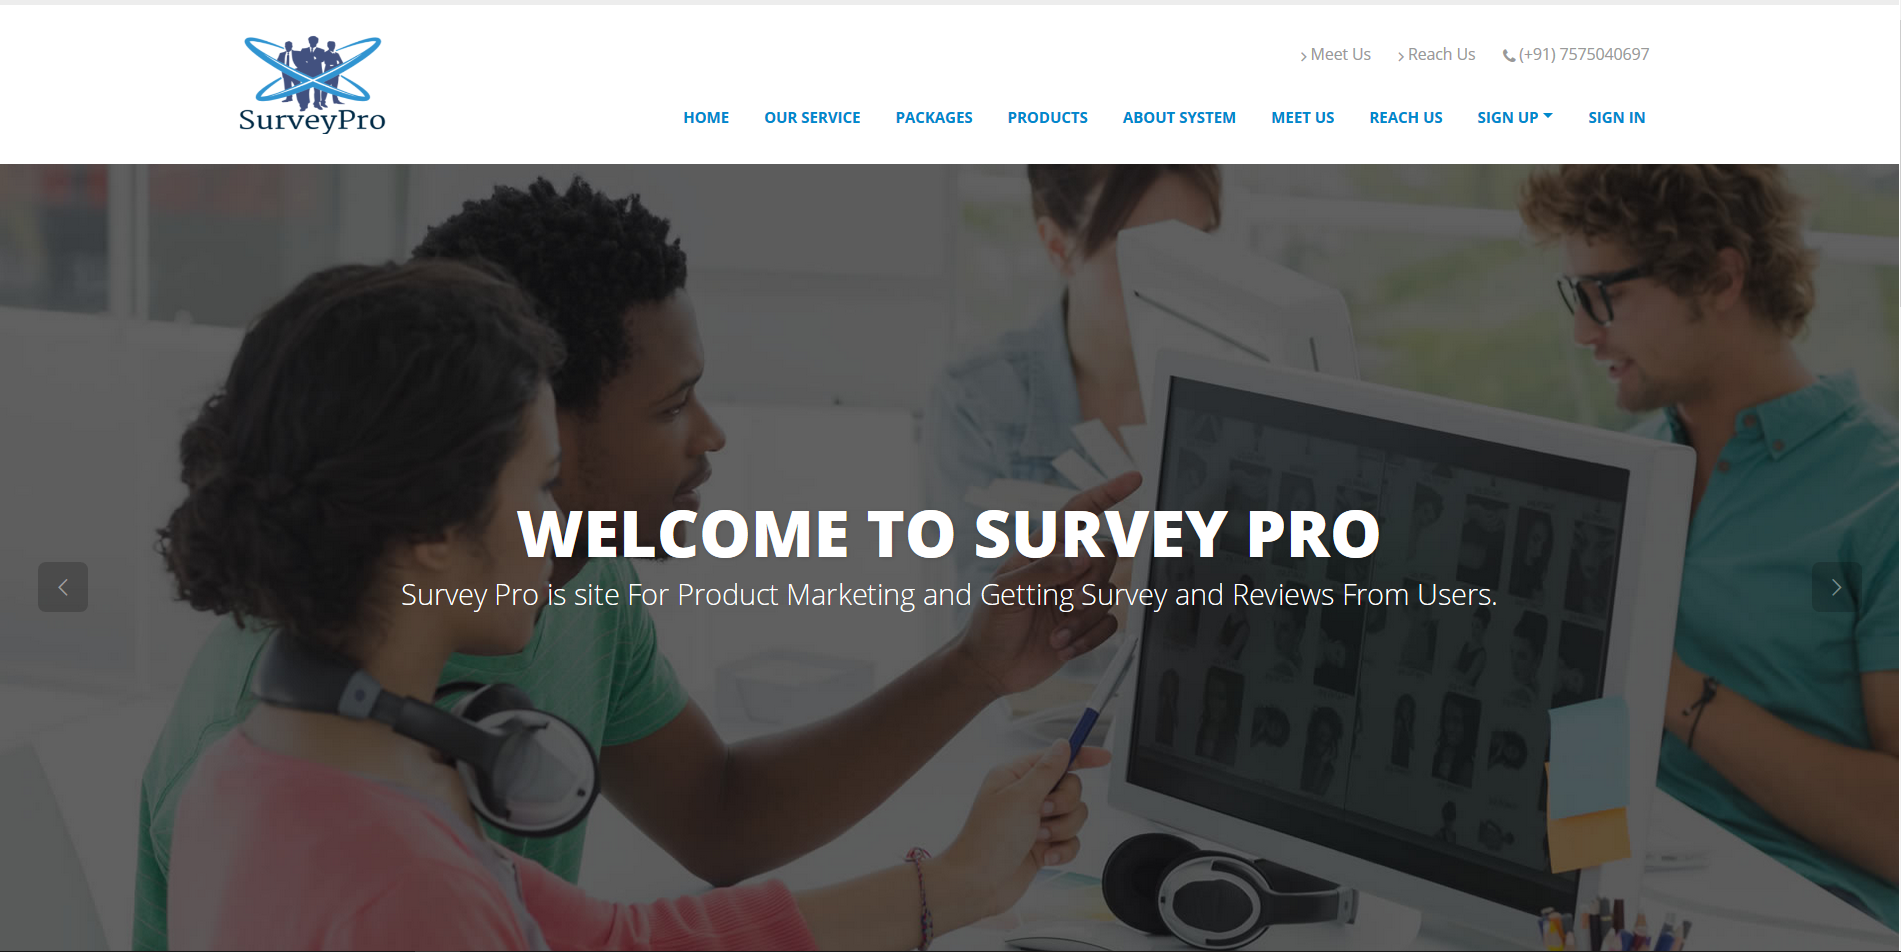 SurveyPro
Meet Us Reach Us (+91) 7575040697
HOME OUR SERVICE PACKAGES PRODUCTS ABOUT SYSTEM MEET US REACH US SIGN UP SIGN IN
WELCOME TO SURVEY PRO
Survey Pro is site For Product Marketing and Getting Survey and Reviews From Users.